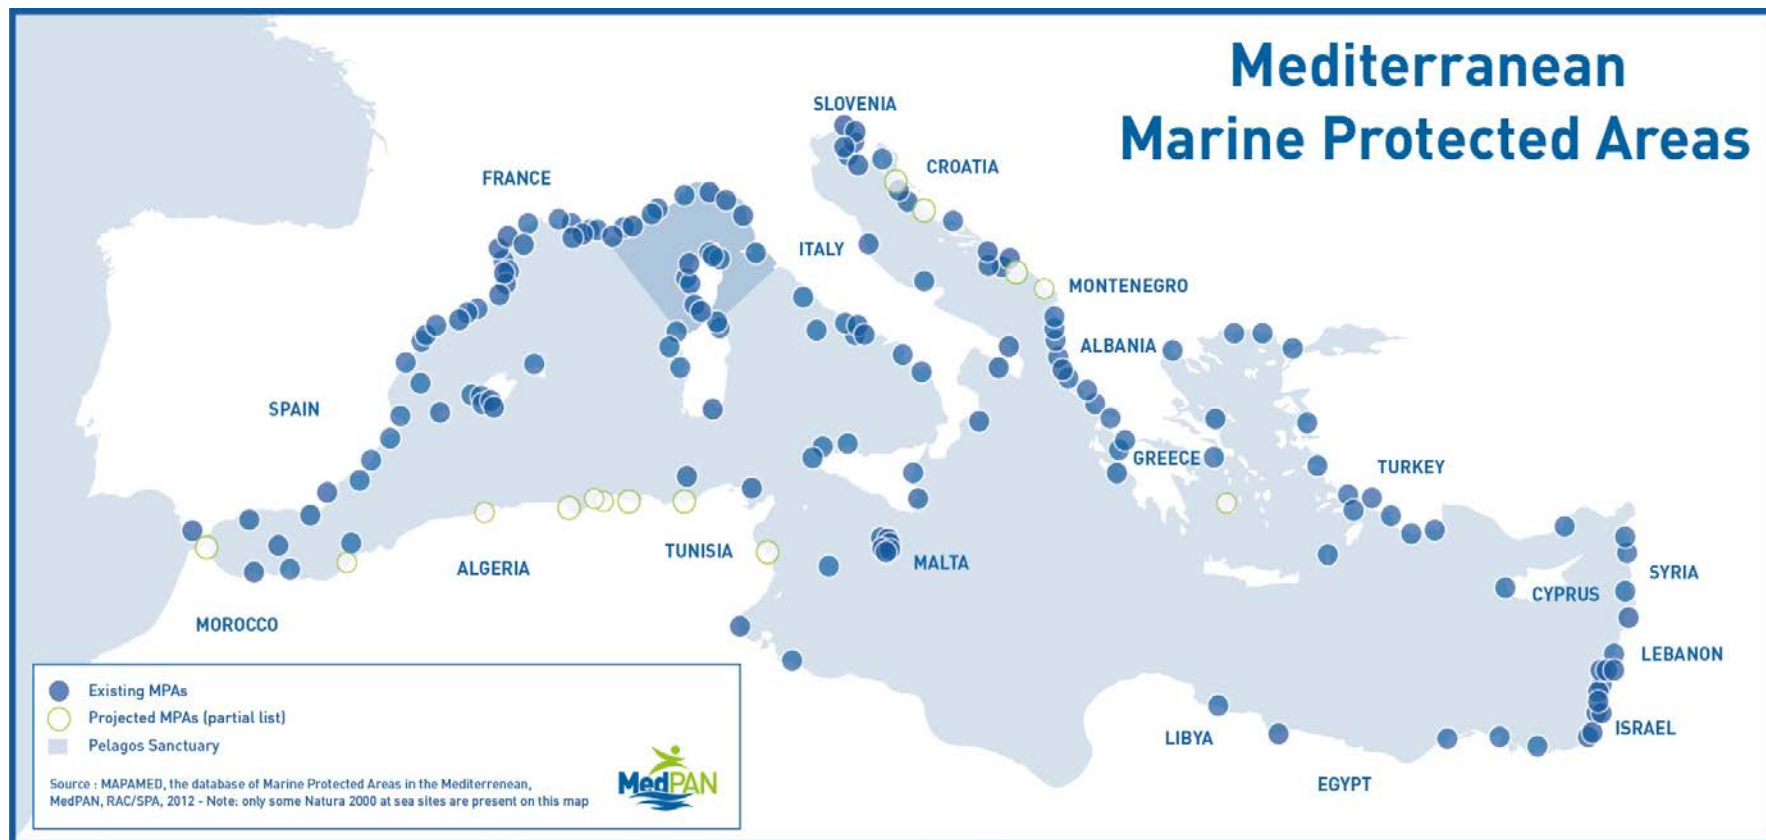 Mediterranean
Marine Protected Areas
SLOVENIA
CROATIA
FRANCE
ITALY
MONTENEGRO
ALBANIA
SPAIN
GREECE
TURKEY
TUNISIA
ALGERIA
MALTA
SYRIA
CYPRUS
MOROCCO
LEBANON
ISRAEL
LIBYA
EGYPT
Existing MPAs
Projected MPAs (partial list)
Pelagos Sanctuary
Source : MAPAMED, the database of Marine Protected Areas in the Mediterrenean,
MedPAN, RAC/SPA, 2012 - Note: only some Natura 2000 at sea sites are present on this map
MedPAN